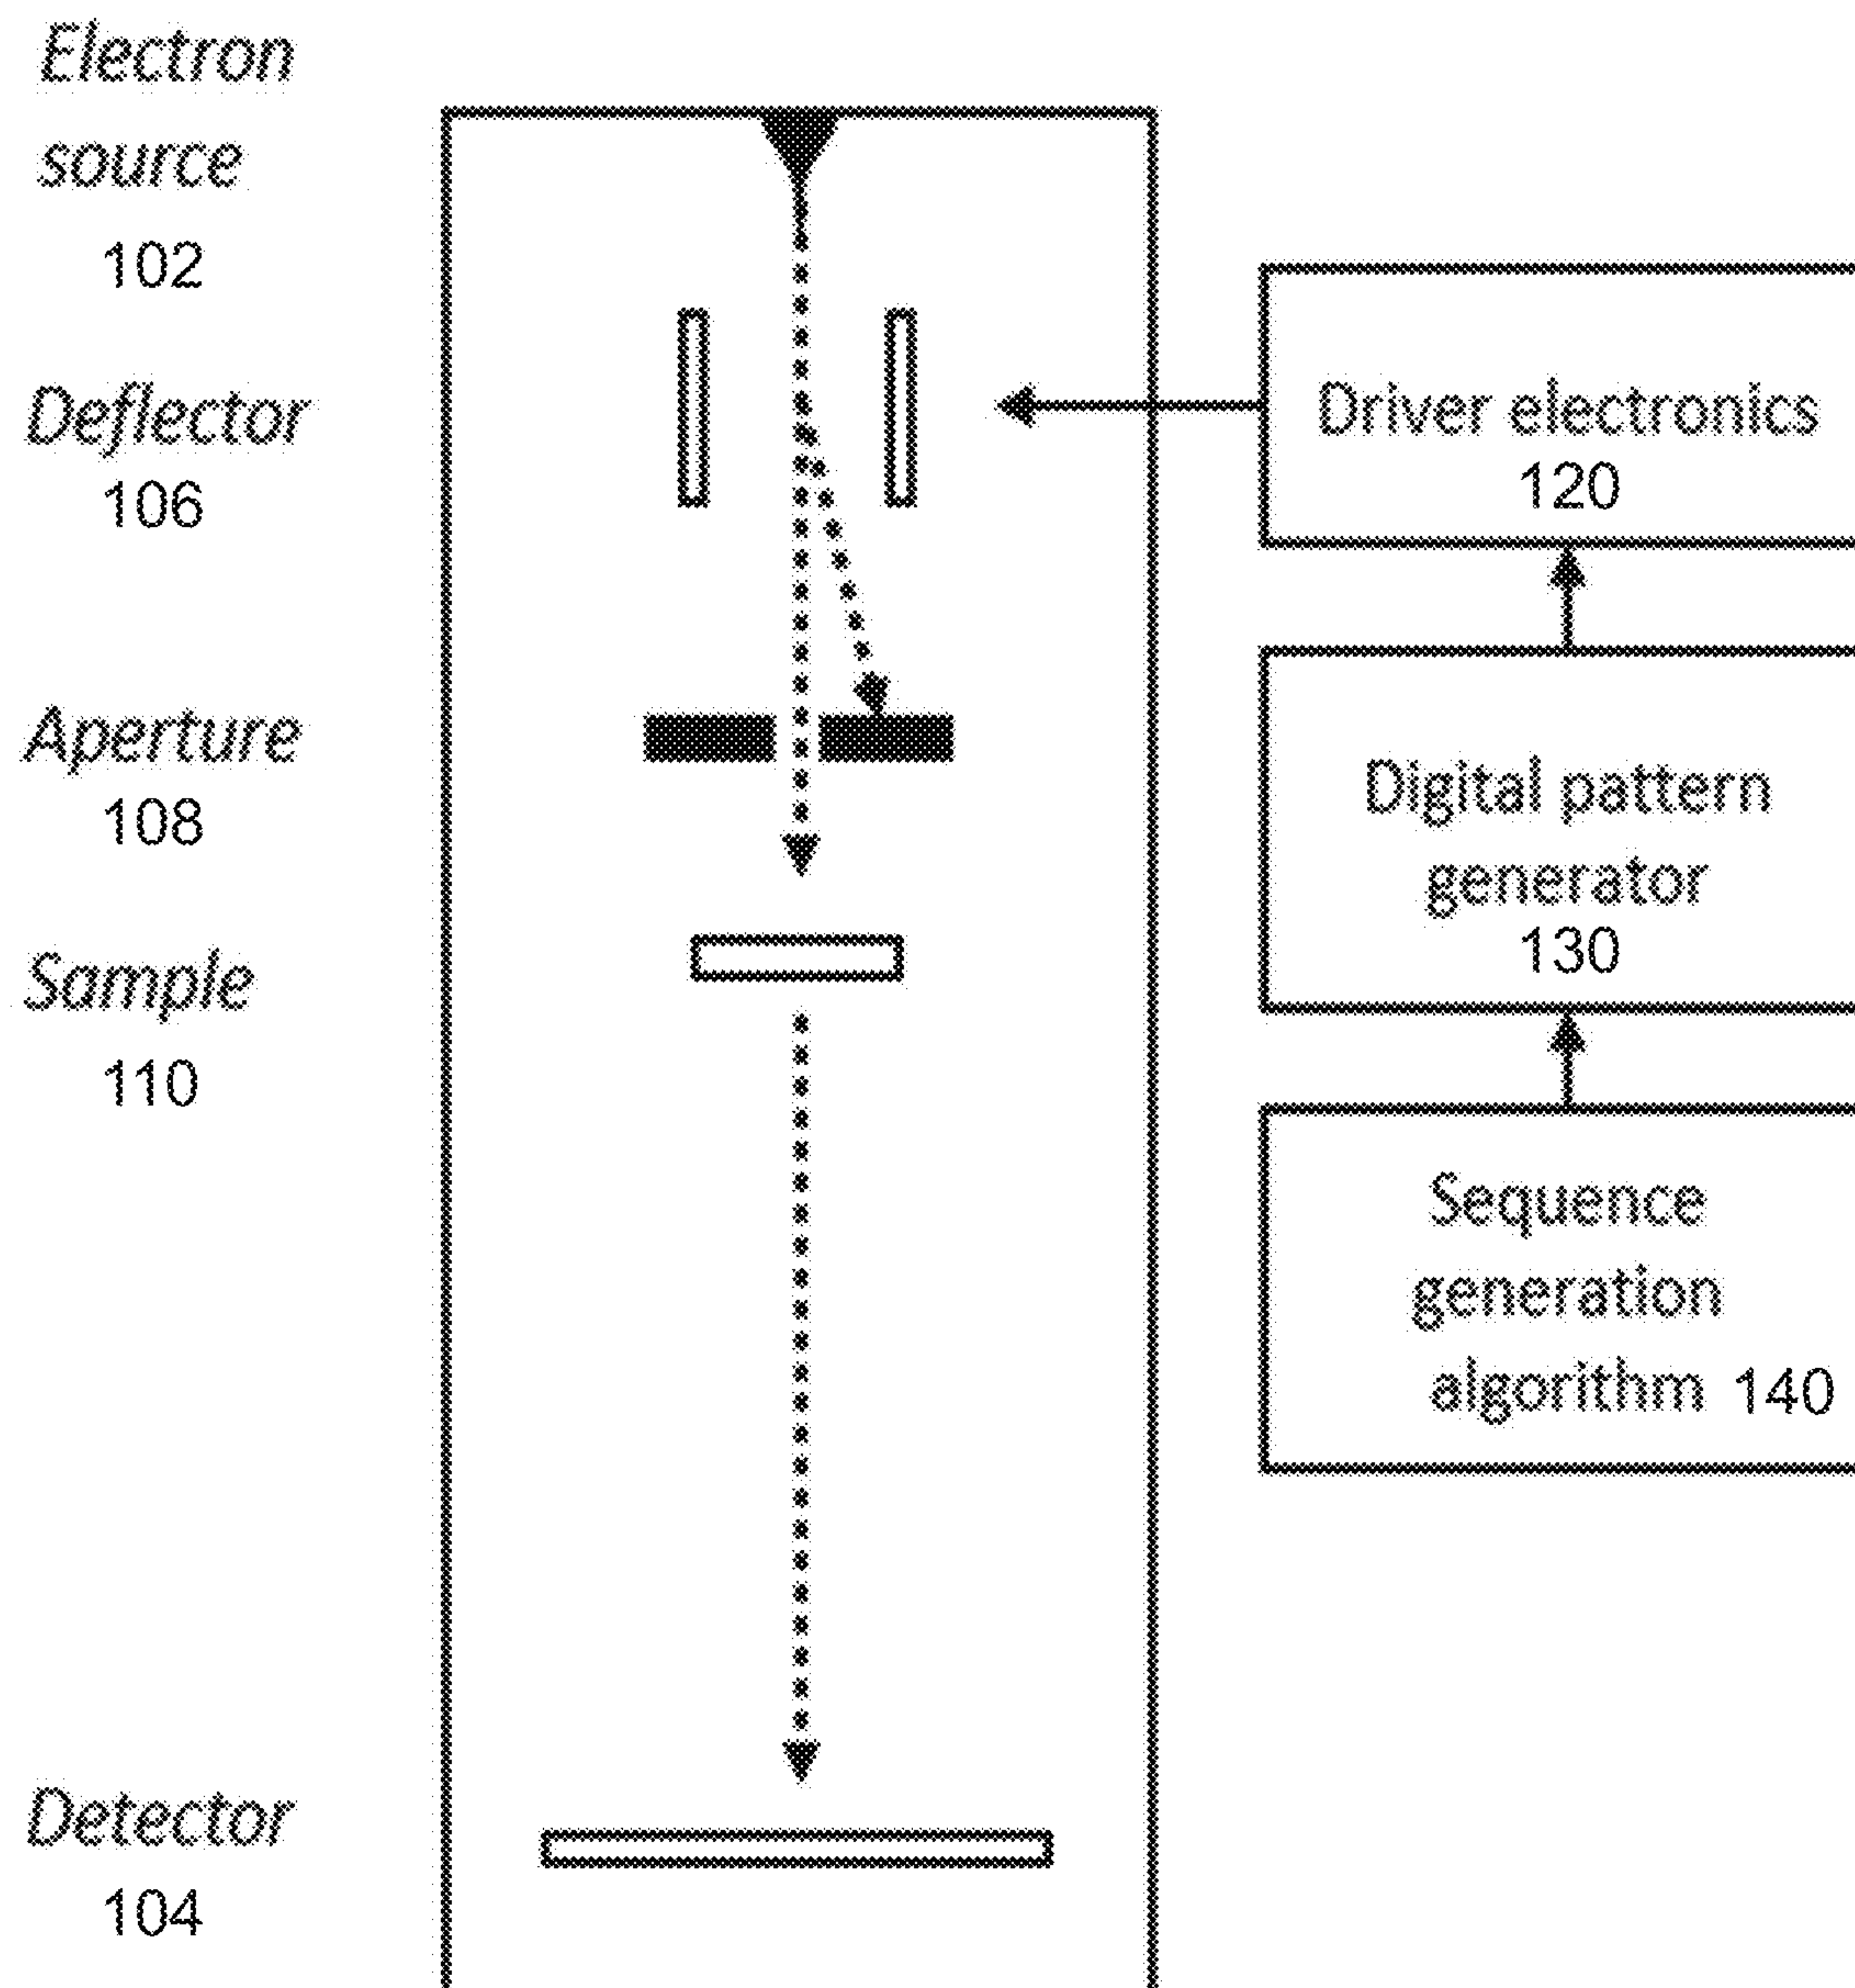 Electron
source
102
Deflector
106
Aperture
108
Sample
110
Detector
104
Driver electronics
120
Digital pattern
generator
130
Sequence
generation
algorithm 140